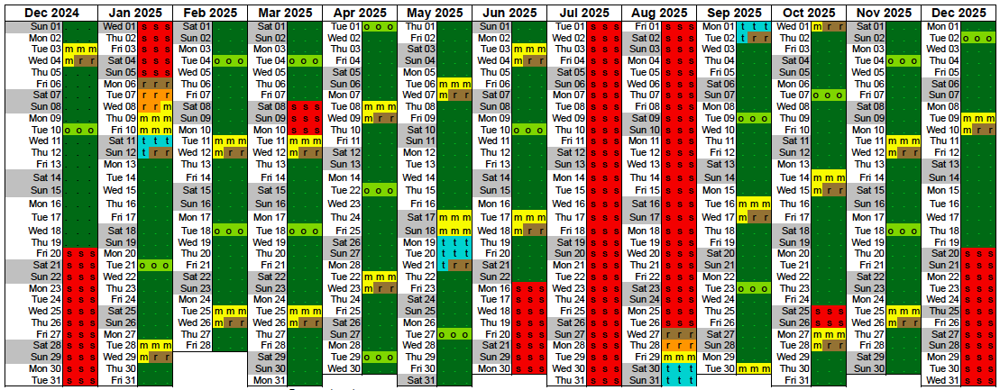 Dec 2024 Jan 2025 Feb 2025 Mar 2025 Apr 2025 May 2025 Jun 2025 Jul 2025 Aug 2025 Sep 2025 Oct 2025 Nov 2025 Dec 2025
Sun 01 Wed 01 s s s Sat 01 Sat 01 Tue 01 o o o Thu 01 Sun 01 Tue 01 s s s Fri 01 s s s Mon 01 t t t Wed 01 m r r Sat 01 Mon 01
Mon 02 Thu 02 s s s Sun 02 Sun 02 Wed 02 Fri 02 Mon 02 Wed 02 s s s Sat 02 s s s Tue 02 t r r Thu 02 Sun 02 Tue 02 o o o
Tue 03 m m m Fri 03 s s s Mon 03 Mon 03 Thu 03 Sat 03 Tue 03 m m m Thu 03 s s s Sun 03 s s s Wed 03 Fri 03 Mon 03 Wed 03
Wed 04 m r r Sat 04 s s s Tue 04 o o o Tue 04 o o o Fri 04 Sun 04 Wed 04 m r r Fri 04 s s s Mon 04 s s s Thu 04 Sat 04 Tue 04 o o o Thu 04
Thu 05 Sun 05 s s s Wed 05 Wed 05 Sat 05 Mon 05 Thu 05 Sat 05 s s s Tue 05 s s s Fri 05 Sun 05 Wed 05 Fri 05
Fri 06 Mon 06 r r r Thu 06 Thu 06 Sun 06 Tue 06 m m m Fri 06 Sun 06 s s s Wed 06 s s s Sat 06 Mon 06 Thu 06 Sat 06
Sat 07 Tue 07 r r r Fri 07 Fri 07 Mon 07 Wed 07 m r r Sat 07 Mon 07 s s s Thu 07 s s s Sun 07 Tue 07 o o o Fri 07 Sun 07
Sun 08 Wed 08 r r m Sat 08 Sat 08 s s s Tue 08 m m m Thu 08 Sun 08 Tue 08 s s s Fri 08 s s s Mon 08 Wed 08 Sat 08 Mon 08
Mon 09 Thu 09 m m m Sun 09 Sun 09 s s s Wed 09 m r r Fri 09 Mon 09 Wed 09 s s s Sat 09 s s s Tue 09 o o o Thu 09 Sun 09 Tue 09 m m m
Tue 10 o o o Fri 10 m m m Mon 10 Mon 10 s s s Thu 10 Sat 10 Tue 10 o o o Thu 10 s s s Sun 10 s s s Wed 10 Fri 10 Mon 10 Wed 10 m r r
Wed 11 Sat 11 t t t Tue 11 m m m Tue 11 m m m Fri 11 Sun 11 Wed 11 Fri 11 s s s Mon 11 s s s Thu 11 Sat 11 Tue 11 m m m Thu 11
Thu 12 Sun 12 t r r Wed 12 m r r Wed 12 m r r Sat 12 Mon 12 Thu 12 Sat 12 s s s Tue 12 s s s Fri 12 Sun 12 Wed 12 m r r Fri 12
Fri 13 Mon 13 Thu 13 Thu 13 Sun 13 Tue 13 Fri 13 Sun 13 s s s Wed 13 s s s Sat 13 Mon 13 Thu 13 Sat 13
Sat 14 Tue 14 Fri 14 Fri 14 Mon 14 Wed 14 Sat 14 Mon 14 s s s Thu 14 s s s Sun 14 Tue 14 m m m Fri 14 Sun 14
Sun 15 Wed 15 Sat 15 Sat 15 Tue 22 o o o Thu 15 Sun 15 Tue 15 s s s Fri 15 s s s Mon 15 Wed 15 m r r Sat 15 Mon 15
Mon 16 Thu 16 Sun 16 Sun 16 Wed 23 Fri 16 Mon 16 Wed 16 s s s Sat 16 s s s Tue 16 m m m Thu 16 Sun 16 Tue 16
Tue 17 Fri 17 Mon 17 Mon 17 Thu 24 Sat 17 m m m Tue 17 m m m Thu 17 s s s Sun 17 s s s Wed 17 m r r Fri 17 Mon 17 Wed 17
Wed 18 Sat 18 Tue 18 o o o Tue 18 o o o Fri 25 Sun 18 m m m Wed 18 m r r Fri 18 s s s Mon 18 s s s Thu 18 Sat 18 Tue 18 o o o Thu 18
Thu 19 Sun 19 Wed 19 Wed 19 Sat 26 Mon 19 t t t Thu 19 Sat 19 s s s Tue 19 s s s Fri 19 Sun 19 Wed 19 Fri 19
Fri 20 s s s Mon 20 Thu 20 Thu 20 Sun 27 Tue 20 t t t Fri 20 Sun 20 s s s Wed 20 s s s Sat 20 Mon 20 Thu 20 Sat 20 s s s
Sat 21 s s s Tue 21 o o o Fri 21 Fri 21 Mon 28 Wed 21 t r r Sat 21 Mon 21 s s s Thu 21 s s s Sun 21 Tue 21 Fri 21 Sun 21 s s s
Sun 22 s s s Wed 22 Sat 22 Sat 22 Tue 22 m m m Thu 22 Sun 22 Tue 22 s s s Fri 22 s s s Mon 22 Wed 22 Sat 22 Mon 22 s s s
Mon 23 s s s Thu 23 Sun 23 Sun 23 Wed 23 m r r Fri 23 Mon 16 s s s Wed 23 s s s Sat 23 s s s Tue 23 o o o Thu 23 Sun 23 Tue 23 s s s
Tue 24 s s s Fri 24 Mon 24 Mon 24 Thu 24 Sat 24 Tue 17 s s s Thu 24 s s s Sun 24 s s s Wed 24 Fri 24 Mon 24 Wed 24 s s s
Wed 25 s s s Sat 25 Tue 25 m m m Tue 25 m m m Fri 25 Sun 25 Wed 18 s s s Fri 25 s s s Mon 25 s s s Thu 25 Sat 25 s s s Tue 25 m m m Thu 25 s s s
Thu 26 s s s Sun 26 Wed 26 m r r Wed 26 m r r Sat 26 Mon 26 Thu 19 s s s Sat 26 s s s Tue 26 s s s Fri 26 Sun 26 s s s Wed 26 m r r Fri 26 s s s
Fri 27 s s s Mon 27 Thu 27 Thu 27 Sun 27 Tue 27 o o o Fri 20 s s s Sun 27 s s s Wed 27 r r r Sat 27 Mon 27 m m m Thu 27 Sat 27 s s s
Sat 28 s s s Tue 28 m m m Fri 28 Fri 28 Mon 28 Wed 28 Sun 21 s s s Mon 28 s s s Thu 28 r r r Sun 28 Tue 28 m r r Fri 28 Sun 28 s s s
Sun 29 s s s Wed 29 m r r Sat 29 Tue 29 o o o Thu 29 Sun 29 s s s Tue 29 s s s Fri 29 m m m Mon 29 Wed 29 Sat 29 Mon 29 s s s
Mon 30 s s s Thu 30 Sun 30 Wed 30 Fri 30 Mon 30 s s s Wed 30 s s s Sat 30 t t t Tue 30 m m m Thu 30 Sun 30 Tue 30 s s s
Tue 31 s s s Fri 31 Mon 31 Sat 31 Thu 31 s s s Sun 31 t t t Fri 31 Wed 31 s s s